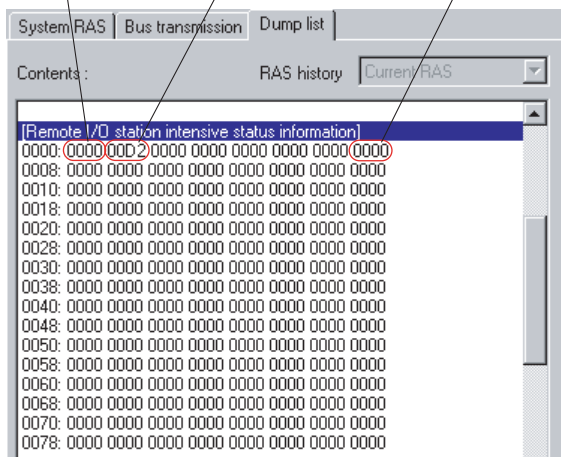 System RAS Bus transmission Dump list
Contents : RAS history Current RAS
[Remote I/O station intensive status information]
0000: 0000 00D2 0000 0000 0000 0000 0000 0000
0008: 0000 0000 0000 0000 0000 0000 0000 0000
0010: 0000 0000 0000 0000 0000 0000 0000 0000
0018: 0000 0000 0000 0000 0000 0000 0000 0000
0020: 0000 0000 0000 0000 0000 0000 0000 0000
0028: 0000 0000 0000 0000 0000 0000 0000 0000
0030: 0000 0000 0000 0000 0000 0000 0000 0000
0038: 0000 0000 0000 0000 0000 0000 0000 0000
0040: 0000 0000 0000 0000 0000 0000 0000 0000
0048: 0000 0000 0000 0000 0000 0000 0000 0000
0050: 0000 0000 0000 0000 0000 0000 0000 0000
0058: 0000 0000 0000 0000 0000 0000 0000 0000
0060: 0000 0000 0000 0000 0000 0000 0000 0000
0068: 0000 0000 0000 0000 0000 0000 0000 0000
0070: 0000 0000 0000 0000 0000 0000 0000 0000
0078: 0000 0000 0000 0000 0000 0000 0000 0000